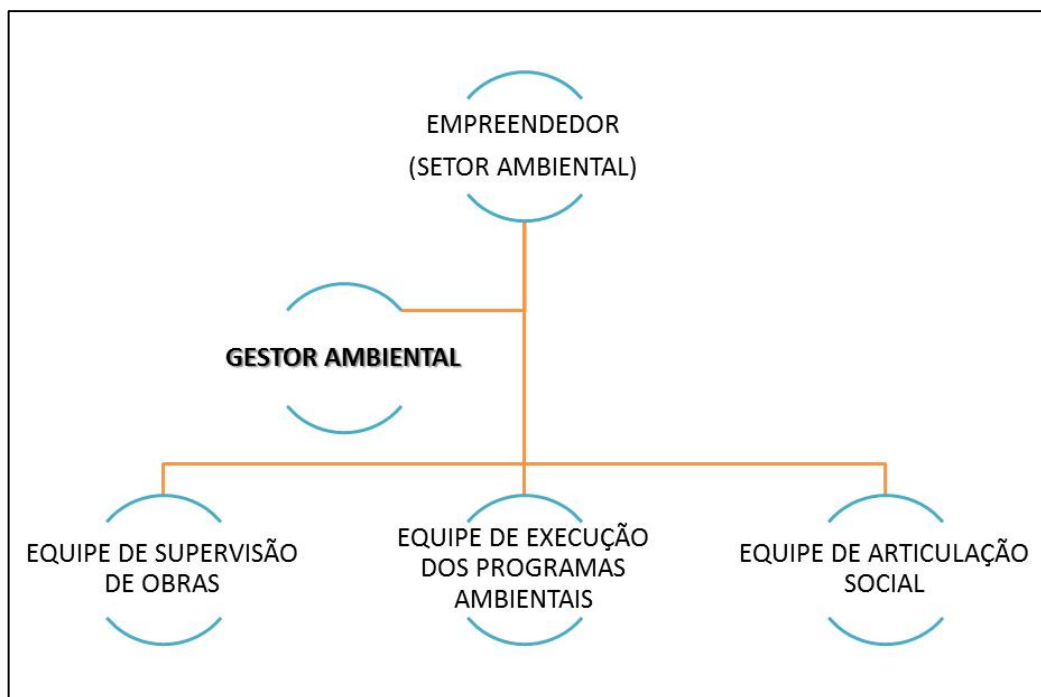 EMPREENDEDOR
(SETOR AMBIENTAL)
GESTOR AMBIENTAL
EQUIPE DE SUPERVISÃO
DE OBRAS
EQUIPE DE EXECUÇÃO
DOS PROGRAMAS
AMBIENTAIS
EQUIPE DE ARTICULAÇÃO
SOCIAL